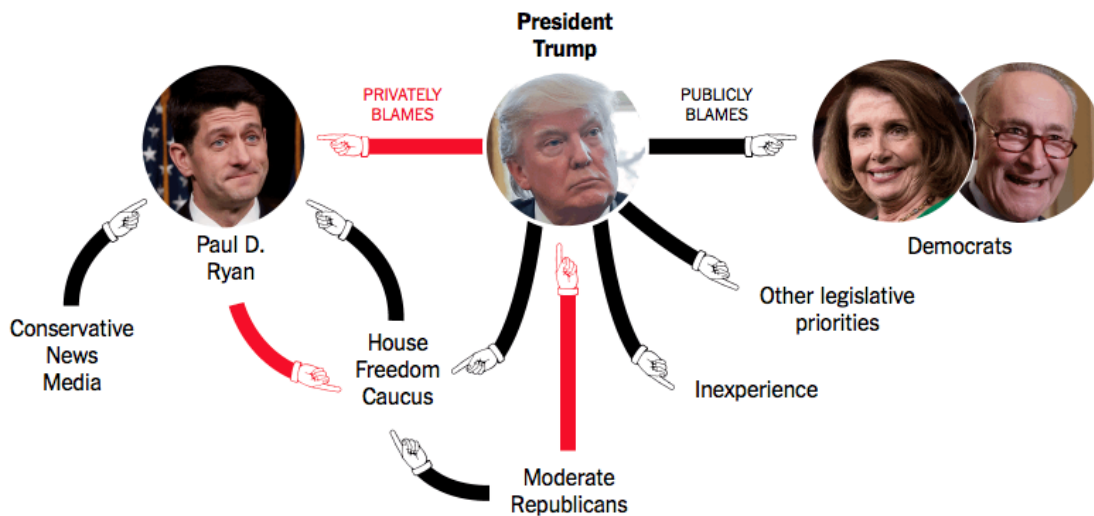 President
Trump
PRIVATELY
BLAMES
PUBLICLY
BLAMES
Paul D.
Ryan
Democrats
Other legislative
priorities
Conservative
News
Media
House
Freedom
Caucus
Inexperience
Moderate
Republicans